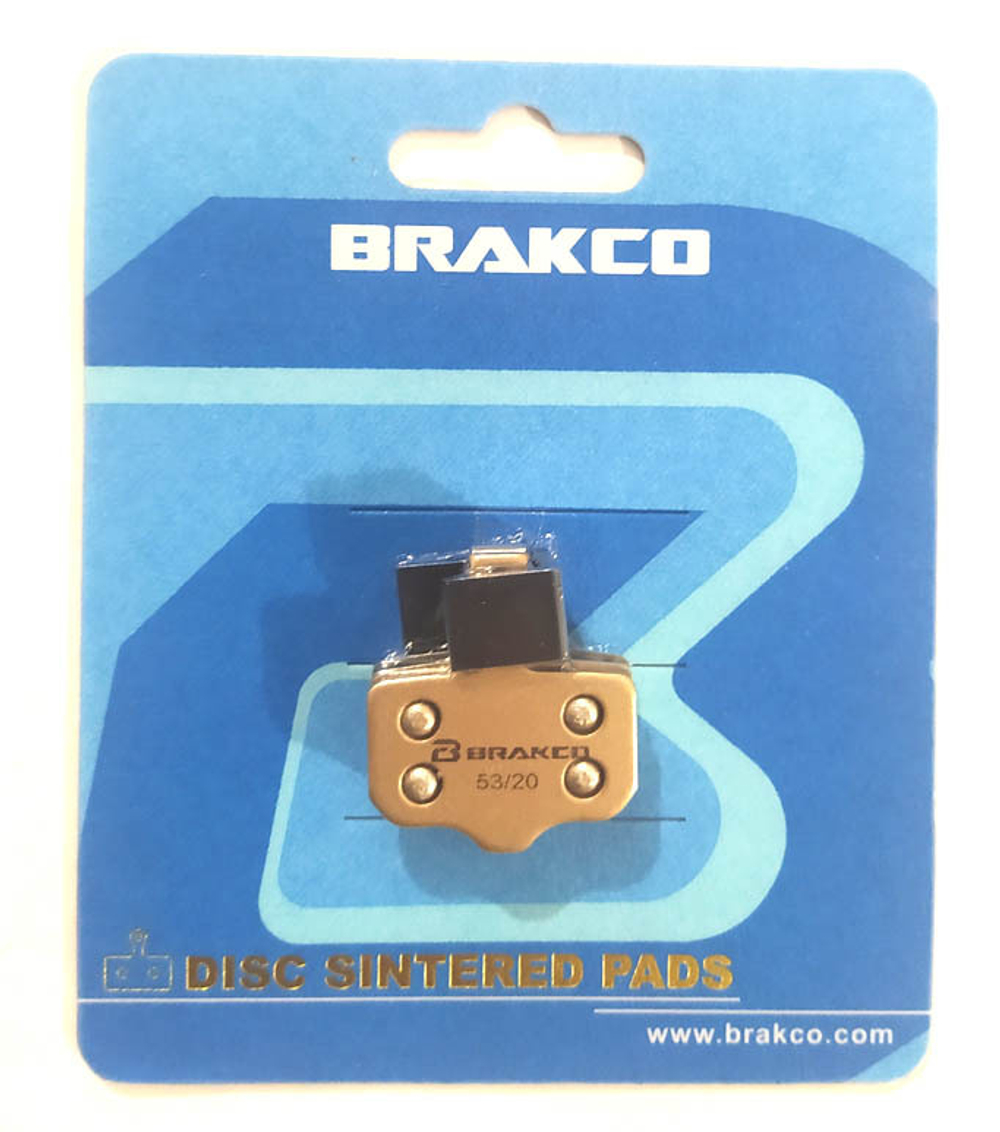 BRAKCO
B BRAKCO
53/20
DISC SINTERED PADS
www.brakco.com